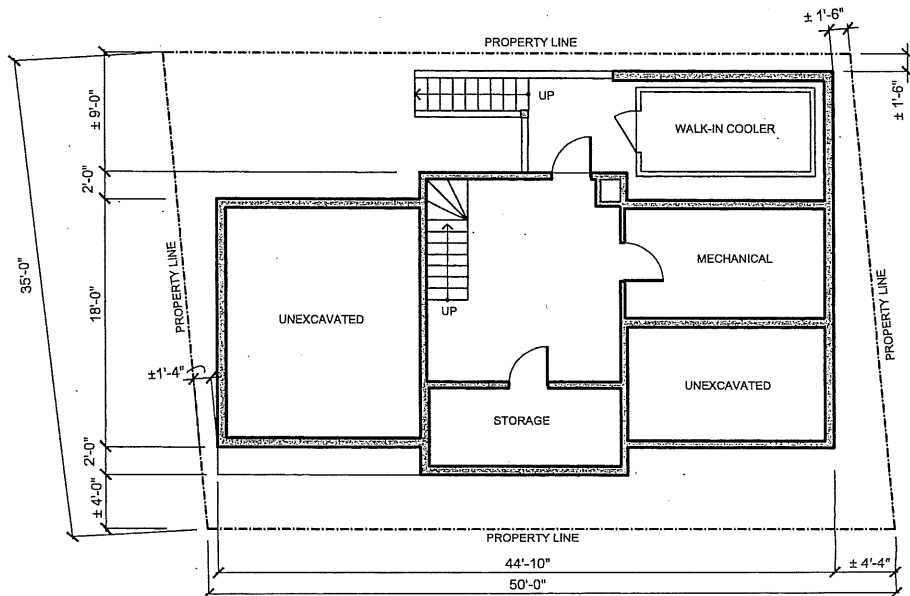 ± 1'-6"
PROPERTY LINE
± 1'-6"
± 9'-0"
UP
WALK-IN COOLER
2'-0"
35'-0"
PROPERTY LINE
18'-0"
UNEXCAVATED
UP
MECHANICAL
PROPERTY LINE
±1'-4"
UNEXCAVATED
STORAGE
2'-0"
± 4'-0"
PROPERTY LINE
44'-10"
± 4'-4"
50'-0"